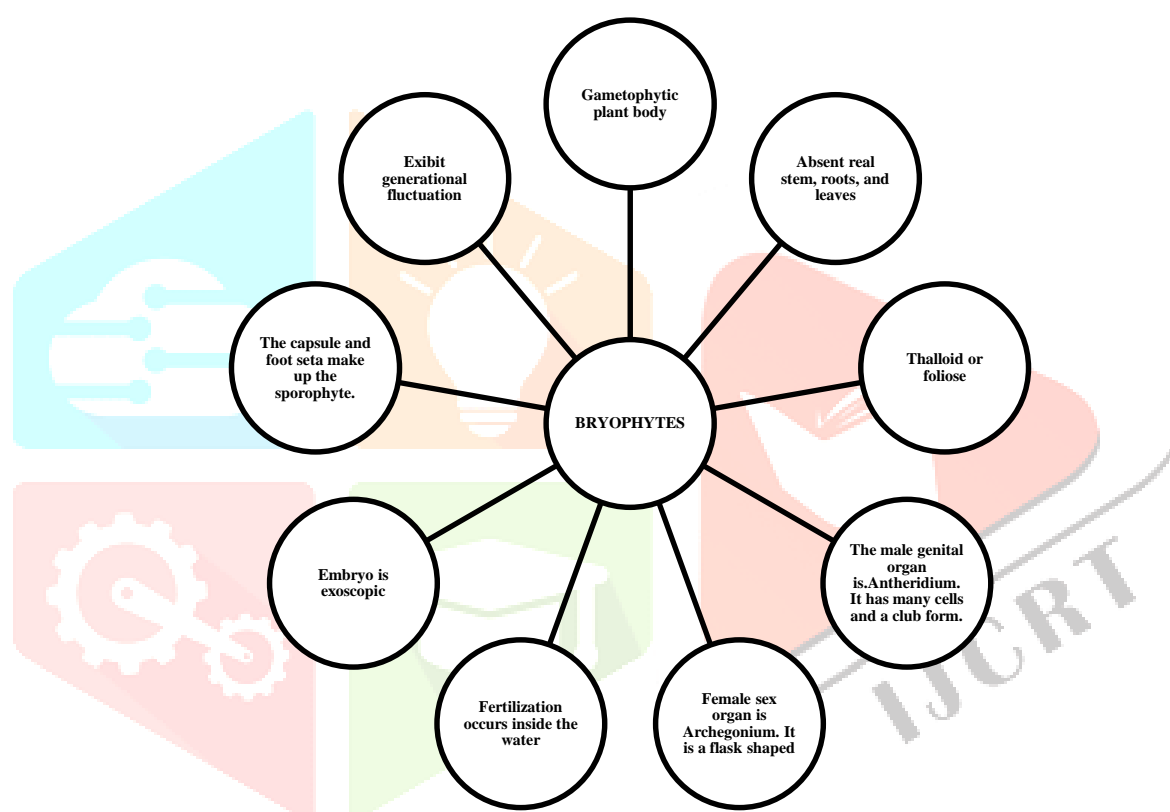 Gametophytic
plant body
Absent real
stem, roots, and
leaves
Thalloid or
foliose
The male genital
organ
is.Antheridium.
It has many cells
and a club form.
Female sex
organ is
Archegonium. It
is a flask shaped
Fertilization
occurs inside the
water
Embryo is
exoscopic
The capsule and
foot seta make
up the
sporophyte.
Exibit
generational
fluctuation
BRYOPHYTES
IJCRT